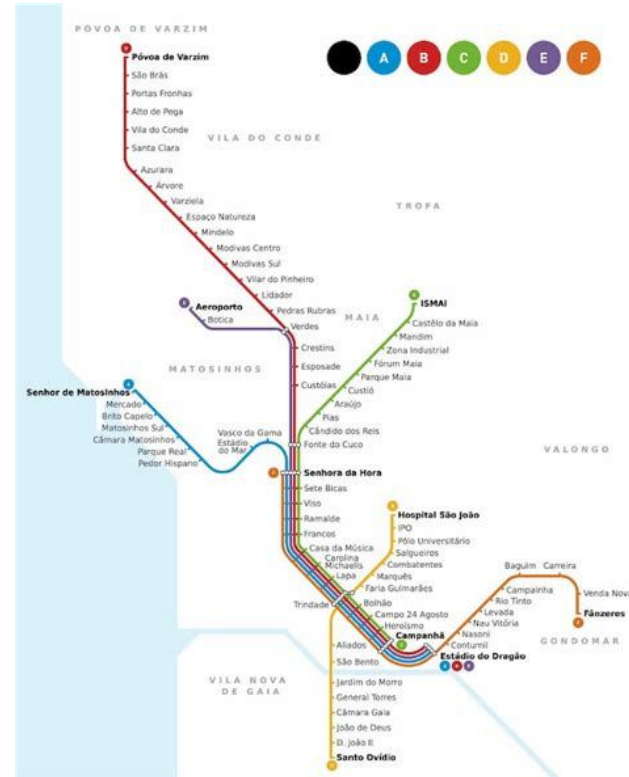 PÓVOA DE VARZIM
Póvoa de Varzim
São Brás
Portas Fronhas
Alto de Pega
Vila do Conde
Santa Clara
Azurara
Árvore
Varziela
Espaço Natureza
Mindelo
Modivas Centro
Modivas Sul
Vilar do Pinheiro
Lidador
Pedras Rubras
Verdes
A
B
C
D
E
F
VILA DO CONDE
TROFA
MAIA
Aeroporto
Botica
Crestins
Esposade
Custóias
ISMAI
Castêlo da Maia
Mandim
Zona Industrial
Fórum Maia
Parque Maia
Custió
Araújo
Pias
Cândido dos Reis
Fonte do Cuco
MATOSINHOS
Senhor de Matosinhos
Mercado
Brito Capelo
Matosinhos Sul
Câmara Matosinhos
Parque Real
Pedor Hispano
Vasco da Gama
Estádio
do Mar
VALONGO
Senhora da Hora
Sete Bicas
Viso
Ramalde
Francos
Casa da Música
Carolina
Michaelis
Lapa
Hospital São João
IPO
Pólo Universitário
Salgueiros
Combatentes
Marquês
Faria Guimarães
Trindade
Bolhão
Campo 24 Agosto
Heroísmo
Campanhã
Estádio do Dragão
Baguim
Carreira
Venda Nova
Fânzeres
Campainha
Rio Tinto
Levada
Nau Vitória
Nasoni
Contumil
GONDOMAR
Aliados
São Bento
Jardim do Morro
General Torres
Câmara Gaia
João de Deus
D. João II
Santo Ovídio
VILA NOVA
DE GAIA